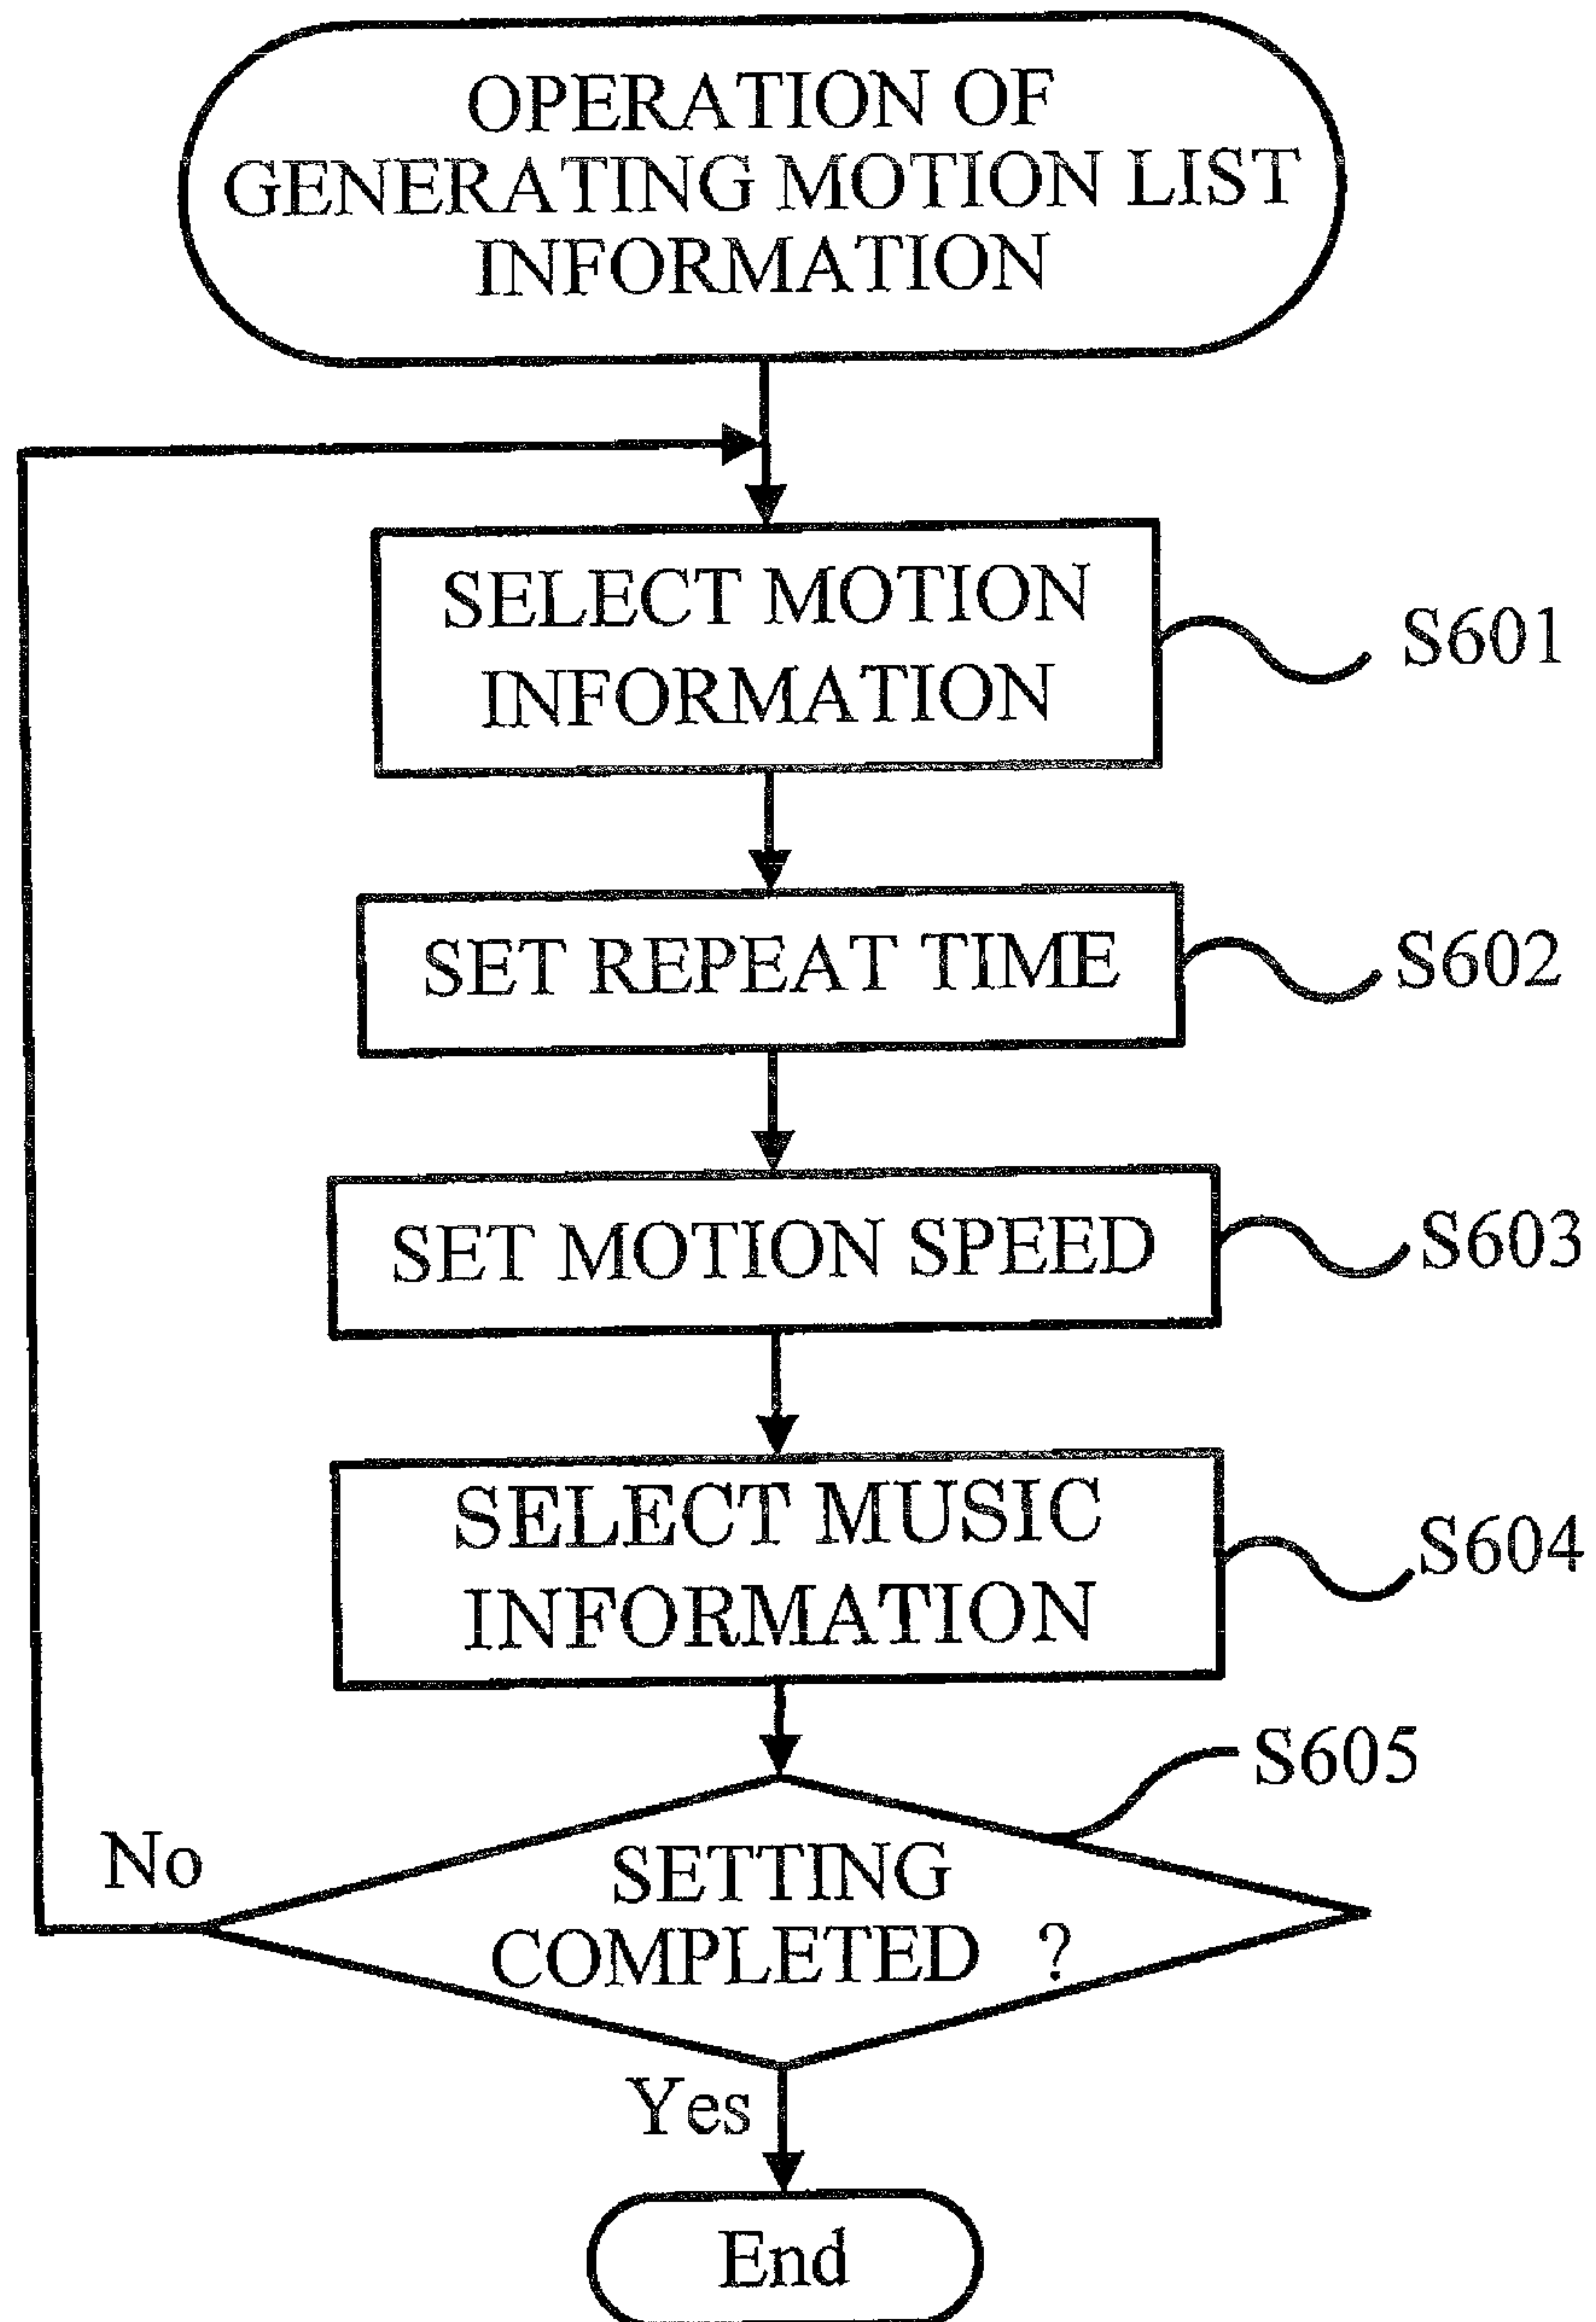 OPERATION OF
GENERATING MOTION LIST
INFORMATION
SELECT MOTION
INFORMATION
S601
SET REPEAT TIME
S602
SET MOTION SPEED
S603
SELECT MUSIC
INFORMATION
S604
S605
SETTING
COMPLETED ?
No
Yes
End